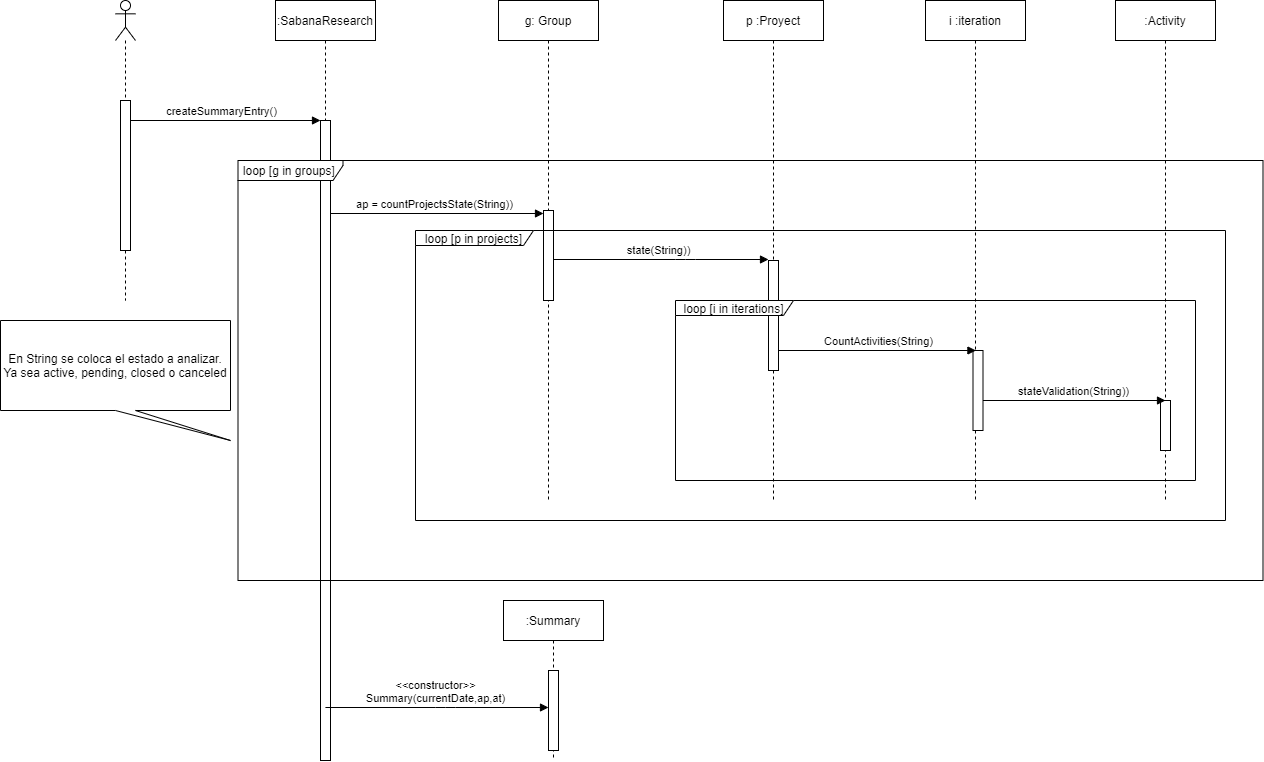 :SabanaResearch
g: Group
p :Proyect
i :iteration
:Activity
createSummaryEntry()
loop [g in groups]
ap = countProjectsState(String))
loop [p in projects]
state(String))
loop [i in iterations]
CountActivities(String)
En String se coloca el estado a analizar.
Ya sea active, pending, closed o canceled
stateValidation(String))
:Summary
<<constructor>>
Summary(currentDate,ap,at)